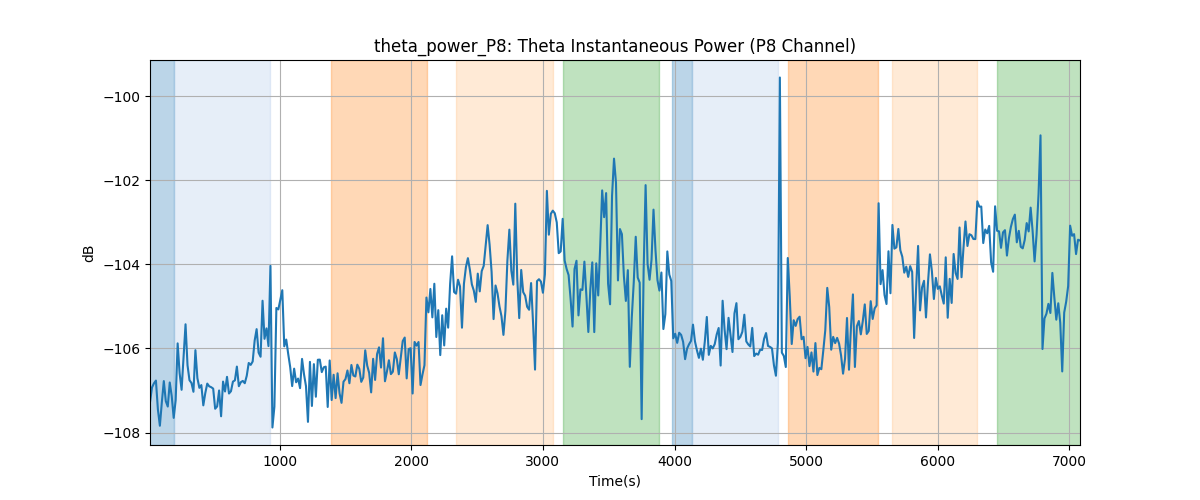 theta_power_P8: Theta Instantaneous Power (P8 Channel)
dB
−100
−102
−104
−106
−108
1000 2000 3000 4000 5000 6000 7000
Time(s)